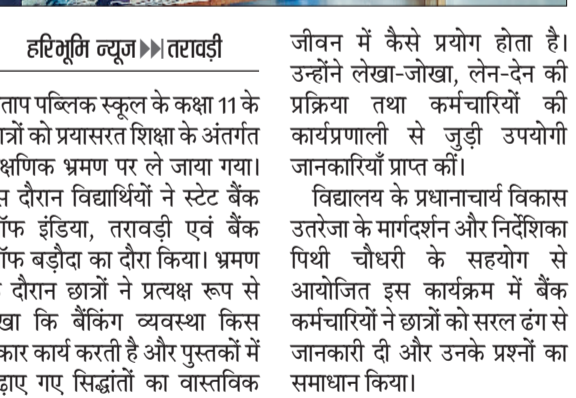 हरिभूमि न्यूज ▶▶| तरावड़ी
ताप पब्लिक स्कूल के कक्षा 11 के
त्रों को प्रयासरत शिक्षा के अंतर्गत
क्षणिक भ्रमण पर ले जाया गया।
स दौरान विद्यार्थियों ने स्टेट बैंक
ऑफ इंडिया, तरावड़ी एवं बैंक
ऑफ बड़ौदा का दौरा किया। भ्रमण
दौरान छात्रों ने प्रत्यक्ष रूप से
खा कि बैंकिंग व्यवस्था किस
कार कार्य करती है और पुस्तकों में
ढ़ाए गए सिद्धांतों का वास्तविक
जीवन में कैसे प्रयोग होता है।
उन्होंने लेखा-जोखा, लेन-देन की
प्रक्रिया तथा कर्मचारियों की
कार्यप्रणाली से जुड़ी उपयोगी
जानकारियाँ प्राप्त कीं।
विद्यालय के प्रधानाचार्य विकास
उतरेजा के मार्गदर्शन और निर्देशिका
पिथी चौधरी के सहयोग से
आयोजित इस कार्यक्रम में बैंक
कर्मचारियों ने छात्रों को सरल ढंग से
जानकारी दी और उनके प्रश्नों का
समाधान किया।